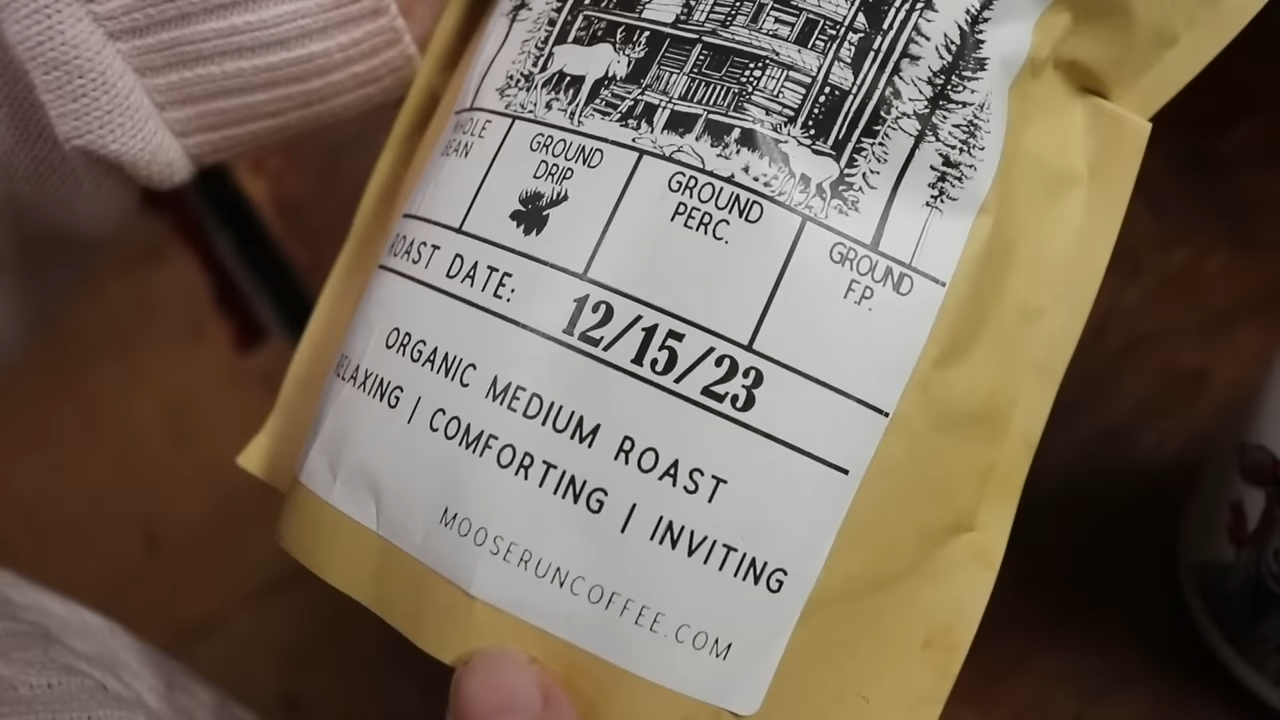 WHOLE BEAN
GROUND DRIP
GROUND PERC.
GROUND F.P.
ROAST DATE: 12/15/23
ORGANIC MEDIUM ROAST
RELAXING | COMFORTING | INVITING
MOOSERUNCOFFEE.COM